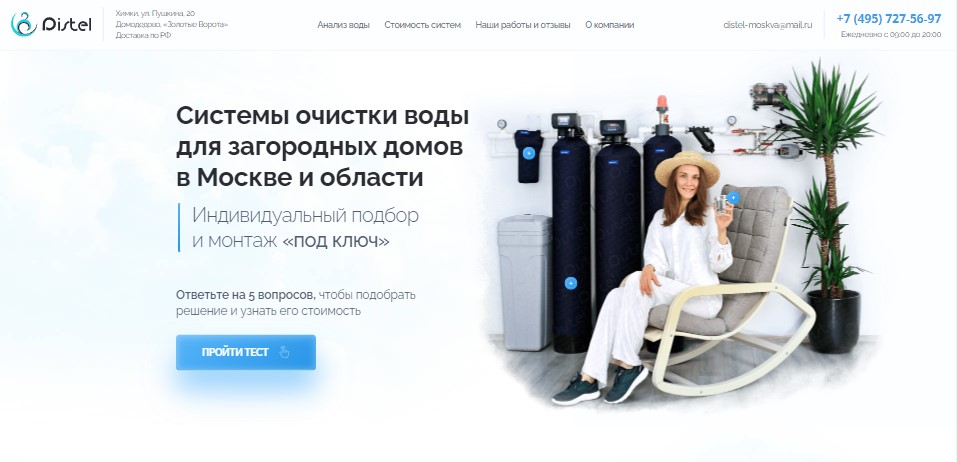 Distel
Химки, ул. Пушкина, 20
Домодедово, «Золотые Ворота»
Доставка по РФ
Анализ воды
Стоимость систем
Наши работы и отзывы
О компании
distel-moskva@mail.ru
+7 (495) 727-56-97
Ежедневно с 09:00 до 20:00
Системы очистки воды
для загородных домов
в Москве и области
Индивидуальный подбор
и монтаж «под ключ»
Ответьте на 5 вопросов, чтобы подобрать
решение и узнать его стоимость
ПРОЙТИ ТЕСТ